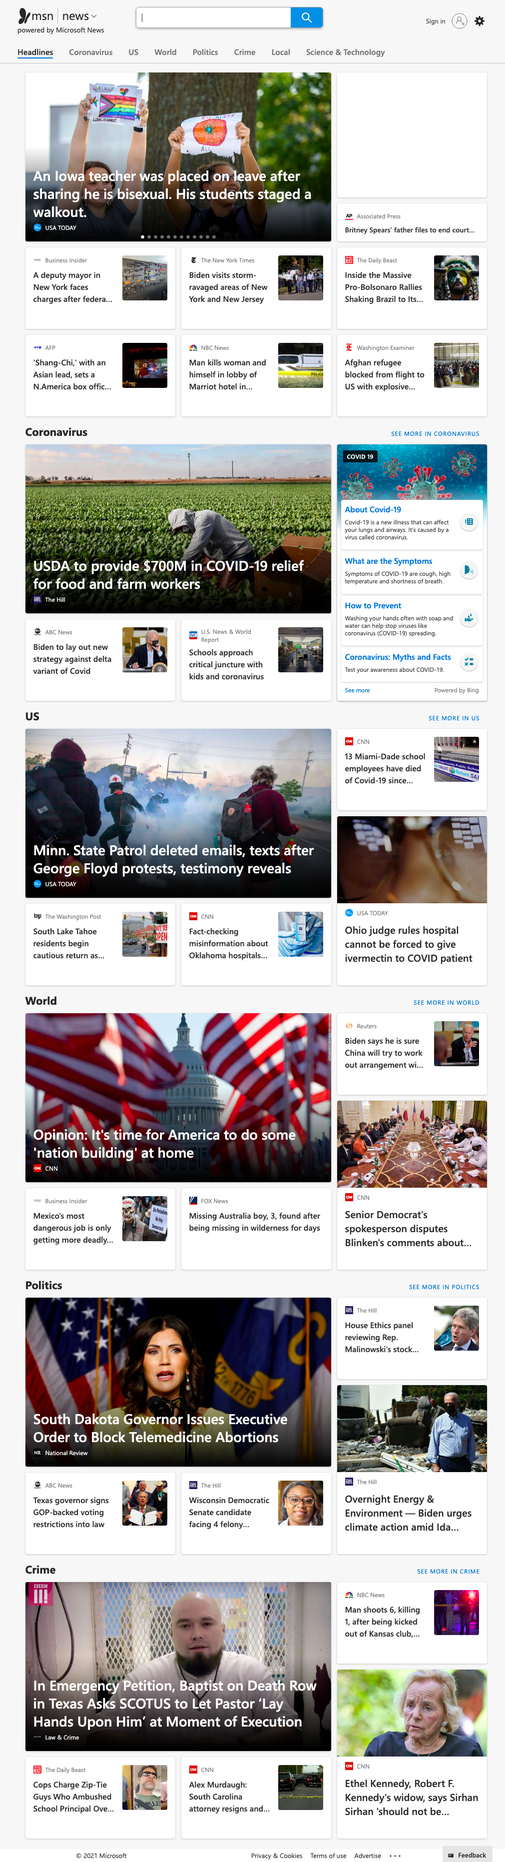 msn | news
powered by Microsoft News
Sign in
Headlines Coronavirus US World Politics Crime Local Science & Technology
An Iowa teacher was placed on leave after
sharing he is bisexual. His students staged a
walkout.
USA TODAY
Associated Press
Britney Spears' father files to end court...
Business Insider
A deputy mayor in
New York faces
charges after federa...
The New York Times
Biden visits storm-
ravaged areas of New
York and New Jersey
The Daily Beast
Inside the Massive
Pro-Bolsonaro Rallies
Shaking Brazil to Its...
AFP
'Shang-Chi,' with an
Asian lead, sets a
N.America box offic...
NBC News
Man kills woman and
himself in lobby of
Marriot hotel in...
Washington Examiner
Afghan refugee
blocked from flight to
US with explosive...
Coronavirus
SEE MORE IN CORONAVIRUS
USDA to provide $700M in COVID-19 relief
for food and farm workers
The Hill
COVID 19
About Covid-19
Covid-19 is a new illness that can affect
your lungs and airways. It's caused by a
virus called coronavirus.
What are the Symptoms
Symptoms of COVID-19 are cough, high
temperature and shortness of breath.
How to Prevent
Washing your hands often with soap and
water can help stop viruses like
coronavirus (COVID-19) spreading.
Coronavirus: Myths and Facts
Test your awareness about COVID-19.
See more
Powered by Bing
ABC News
Biden to lay out new
strategy against delta
variant of Covid
U.S. News & World
Report
Schools approach
critical juncture with
kids and coronavirus
US
SEE MORE IN US
Minn. State Patrol deleted emails, texts after
George Floyd protests, testimony reveals
USA TODAY
CNN
13 Miami-Dade school
employees have died
of Covid-19 since...
The Washington Post
South Lake Tahoe
residents begin
cautious return as...
CNN
Fact-checking
misinformation about
Oklahoma hospitals...
USA TODAY
Ohio judge rules hospital
cannot be forced to give
ivermectin to COVID patient
World
SEE MORE IN WORLD
Opinion: It's time for America to do some
'nation building' at home
CNN
Reuters
Biden says he is sure
China will try to work
out arrangement wi...
Business Insider
Mexico's most
dangerous job is only
getting more deadly...
FOX News
Missing Australia boy, 3, found after
being missing in wilderness for days
CNN
Senior Democrat's
spokesperson disputes
Blinken's comments about...
Politics
SEE MORE IN POLITICS
South Dakota Governor Issues Executive
Order to Block Telemedicine Abortions
NR National Review
The Hill
House Ethics panel
reviewing Rep.
Malinowski's stock...
ABC News
Texas governor signs
GOP-backed voting
restrictions into law
The Hill
Wisconsin Democratic
Senate candidate
facing 4 felony...
The Hill
Overnight Energy &
Environment — Biden urges
climate action amid Ida...
Crime
SEE MORE IN CRIME
In Emergency Petition, Baptist on Death Row
in Texas Asks SCOTUS to Let Pastor 'Lay
Hands Upon Him' at Moment of Execution
Law & Crime
NBC News
Man shoots 6, killing
1, after being kicked
out of Kansas club,...
The Daily Beast
Cops Charge Zip-Tie
Guys Who Ambushed
School Principal Ove...
CNN
Alex Murdaugh:
South Carolina
attorney resigns and...
CNN
Ethel Kennedy, Robert F.
Kennedy's widow, says Sirhan
Sirhan 'should not be...
© 2021 Microsoft
Privacy & Cookies Terms of use Advertise ...
Feedback